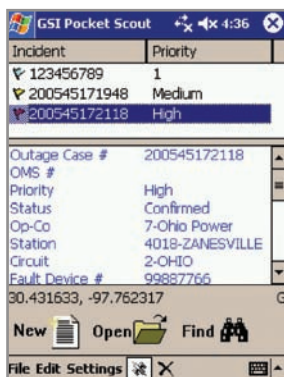 GSI Pocket Scout 4:36
Incident Priority
123456789 1
200545171948 Medium
200545172118 High
Outage Case # 200545172118
OMS #
Priority High
Status Confirmed
Op-Co 7-Ohio Power
Station 4018-ZANESVILLE
Circuit 2-OHIO
Fault Device # 99887766
30.431633, -97.762317 G
New Open Find
File Edit Settings